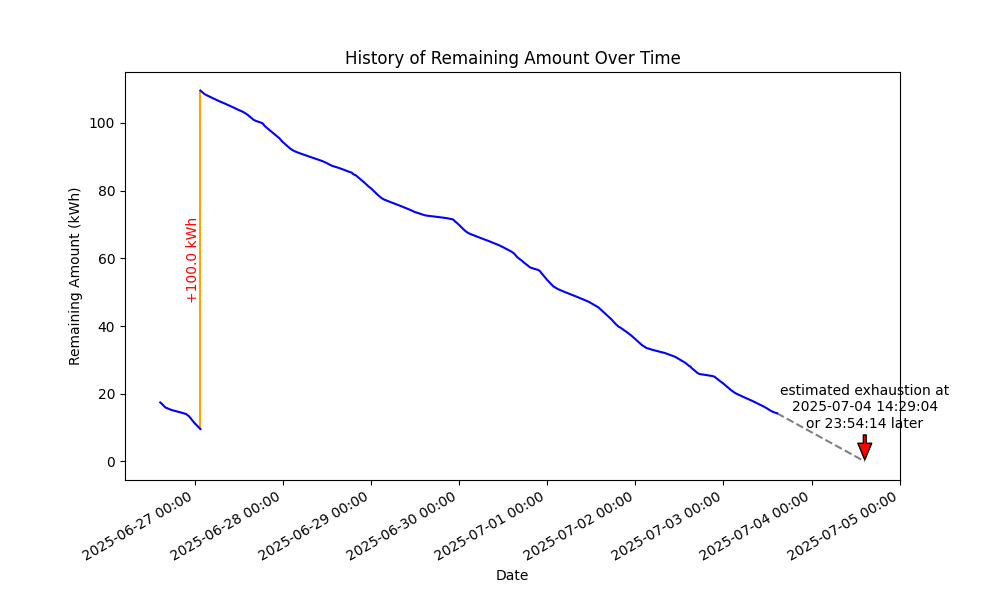 History of Remaining Amount Over Time
Remaining Amount (kWh)
100
80
60
40
20
0
+100.0 kWh
estimated exhaustion at
2025-07-04 14:29:04
or 23:54:14 later
2025-06-27 00:00
2025-06-28 00:00
2025-06-29 00:00
2025-06-30 00:00
2025-07-01 00:00
2025-07-02 00:00
2025-07-03 00:00
2025-07-04 00:00
2025-07-05 00:00
Date